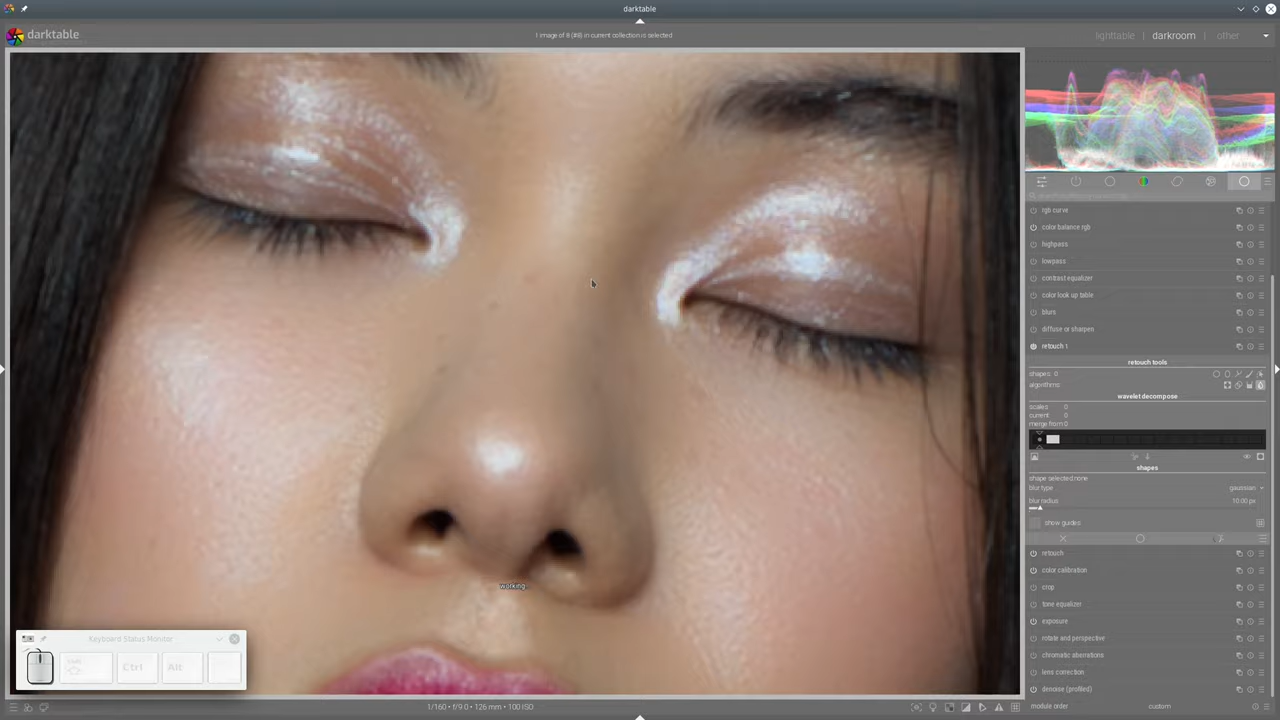 darktable
darktable
1 image of 8 (#8) in current collection is selected
lighttable | darkroom | other
rgb curve
color balance rgb
highpass
lowpass
contrast equalizer
color look up table
blurs
diffuse or sharpen
retouch 1
retouch tools
shapes: 0
algorithms:
wavelet decompose
scales: 0
current: 0
merge from: 0
shapes
shape selected: none
blur type gaussian
blur radius 10.00 px
show guides
retouch
color calibration
crop
tone equalizer
exposure
rotate and perspective
chromatic aberrations
lens correction
denoise (profiled)
module order custom
working..
Keyboard Status Monitor
Shift
Ctrl
Alt
1/160 • f/9.0 • 126 mm • 100 ISO